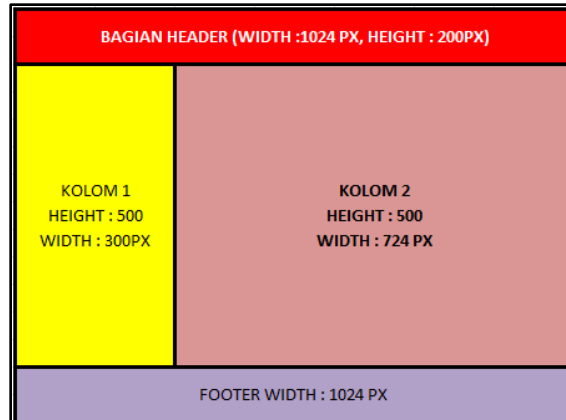 BAGIAN HEADER (WIDTH :1024 PX, HEIGHT : 200PX)
KOLOM 1
HEIGHT : 500
WIDTH : 300PX
KOLOM 2
HEIGHT : 500
WIDTH : 724 PX
FOOTER WIDTH : 1024 PX